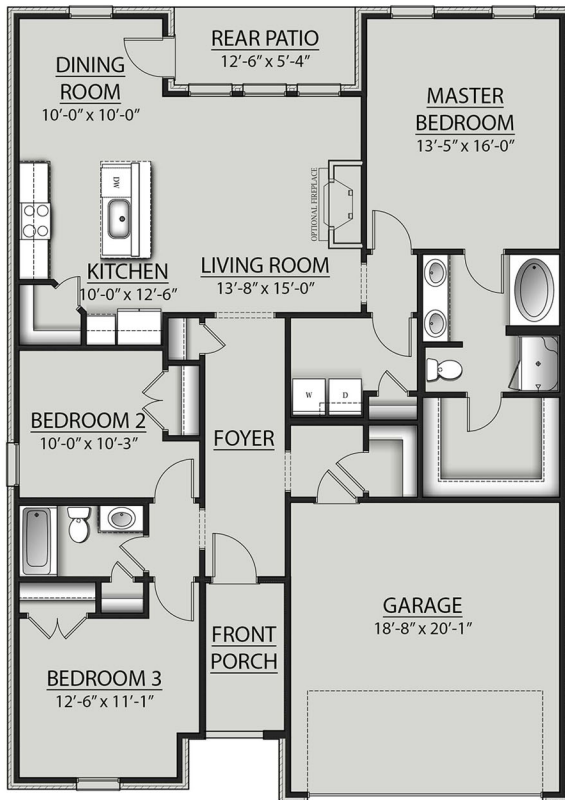 REAR PATIO
12'-6" x 5'-4"
DINING
ROOM
10'-0" x 10'-0"
MASTER
BEDROOM
13'-5" x 16'-0"
DW
OPTIONAL FIREPLACE
KITCHEN
10'-0" x 12'-6"
LIVING ROOM
13'-8" x 15'-0"
W
D
BEDROOM 2
10'-0" x 10'-3"
FOYER
GARAGE
18'-8" x 20'-1"
FRONT
PORCH
BEDROOM 3
12'-6" x 11'-1"